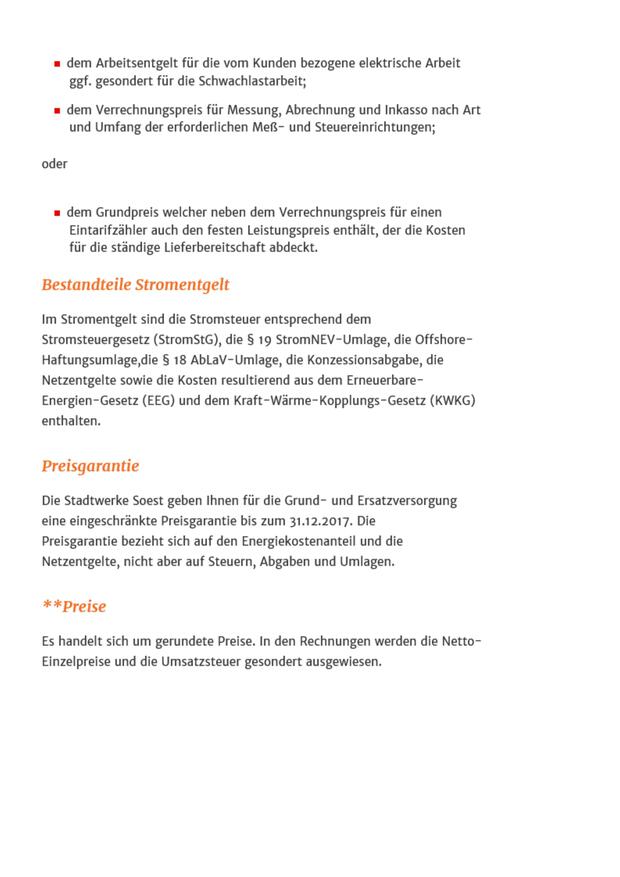 dem Arbeitsentgelt für die vom Kunden bezogene elektrische Arbeit
ggf. gesondert für die Schwachlastarbeit;
dem Verrechnungspreis für Messung, Abrechnung und Inkasso nach Art
und Umfang der erforderlichen Meß- und Steuereinrichtungen;
oder
dem Grundpreis welcher neben dem Verrechnungspreis für einen
Eintarifzähler auch den festen Leistungspreis enthält, der die Kosten
für die ständige Lieferbereitschaft abdeckt.
Bestandteile Stromentgelt
Im Stromentgelt sind die Stromsteuer entsprechend dem
Stromsteuergesetz (StromStG), die § 19 StromNEV-Umlage, die Offshore-
Haftungsumlage,die § 18 AbLaV-Umlage, die Konzessionsabgabe, die
Netzentgelte sowie die Kosten resultierend aus dem Erneuerbare-
Energien-Gesetz (EEG) und dem Kraft-Wärme-Kopplungs-Gesetz (KWKG)
enthalten.
Preisgarantie
Die Stadtwerke Soest geben Ihnen für die Grund- und Ersatzversorgung
eine eingeschränkte Preisgarantie bis zum 31.12.2017. Die
Preisgarantie bezieht sich auf den Energiekostenanteil und die
Netzentgelte, nicht aber auf Steuern, Abgaben und Umlagen.
**Preise
Es handelt sich um gerundete Preise. In den Rechnungen werden die Netto-
Einzelpreise und die Umsatzsteuer gesondert ausgewiesen.